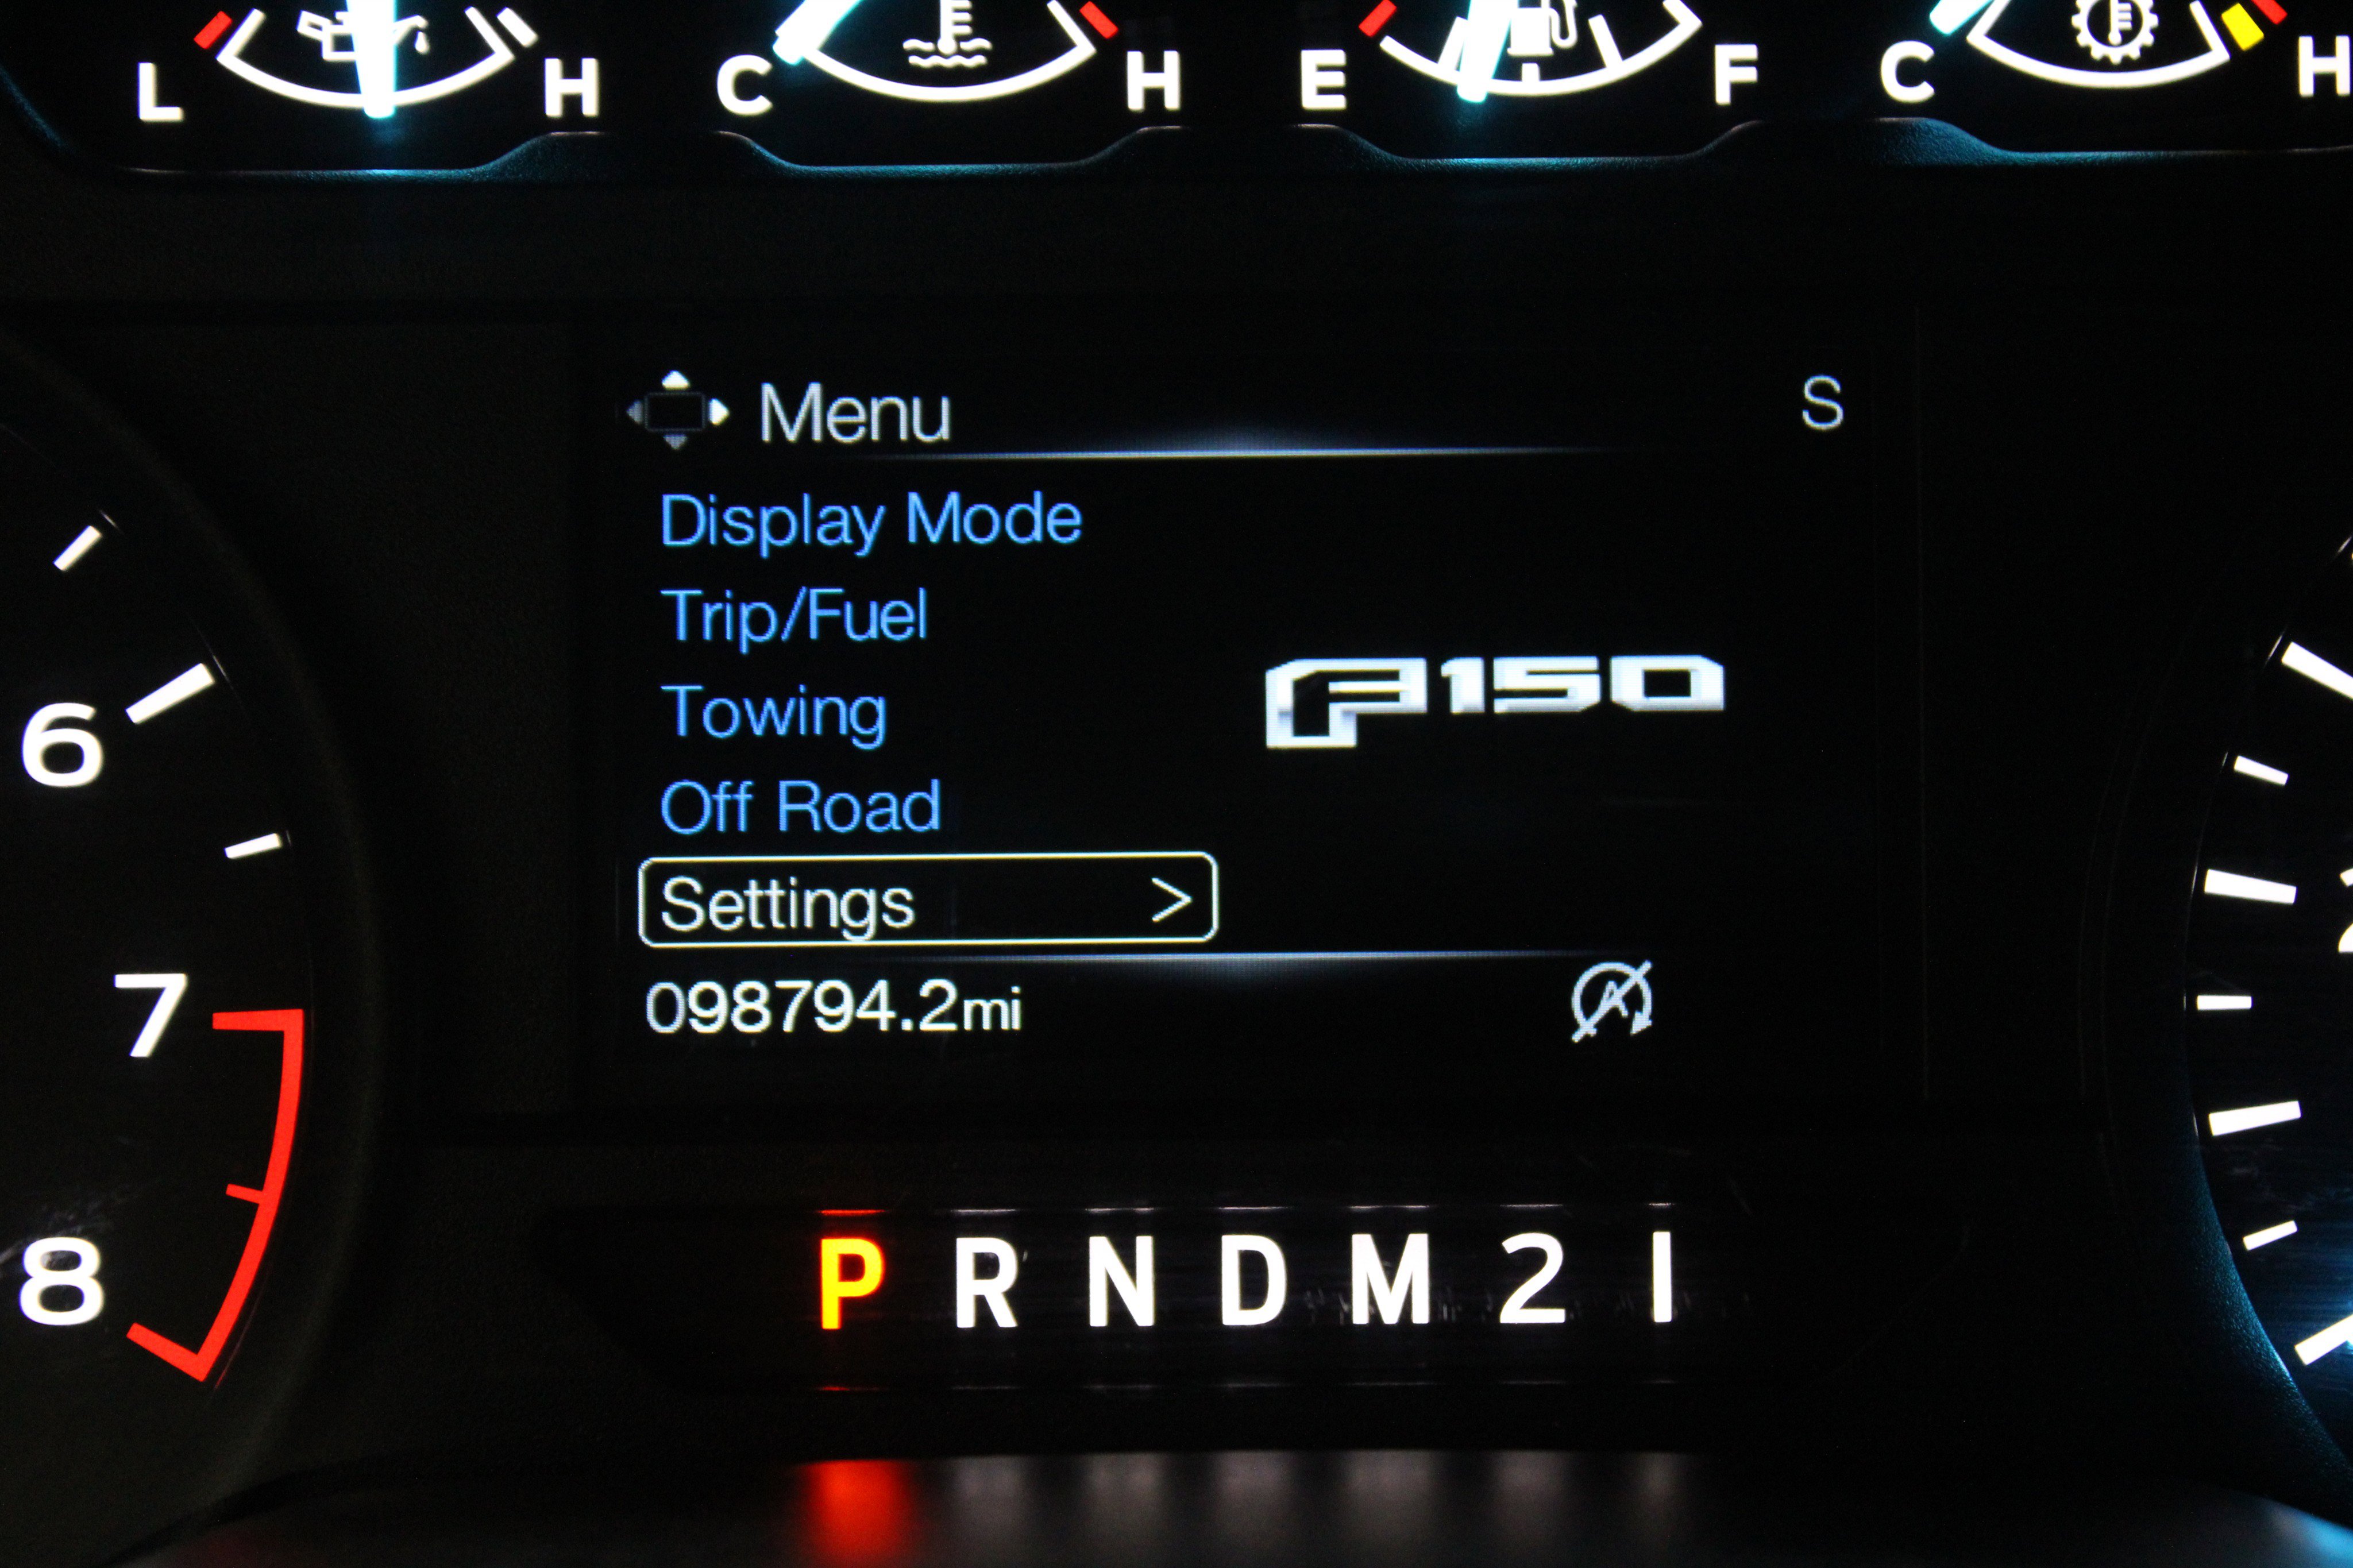 L H C H E F C H
Menu S
Display Mode
Trip/Fuel
Towing
F150
Off Road
Settings >
098794.2mi A
6
7
8
P R N D M 2 1